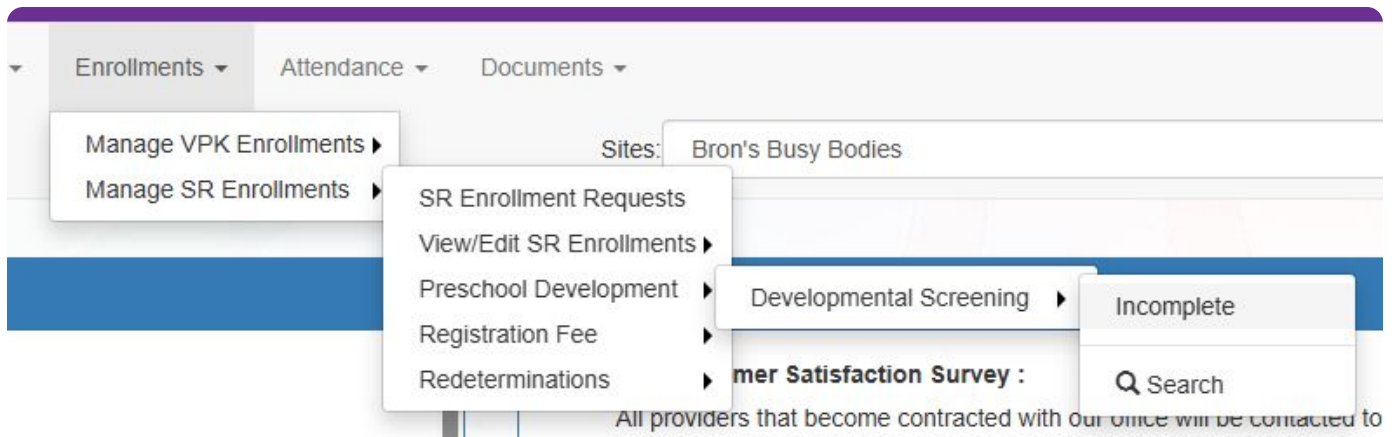 Enrollments Attendance Documents
Manage VPK Enrollments
Sites: Bron's Busy Bodies
Manage SR Enrollments
SR Enrollment Requests
View/Edit SR Enrollments
Preschool Development
Developmental Screening
Incomplete
Registration Fee
Redeterminations
mer Satisfaction Survey :
Search
All providers that become contracted with our office will be contacted to